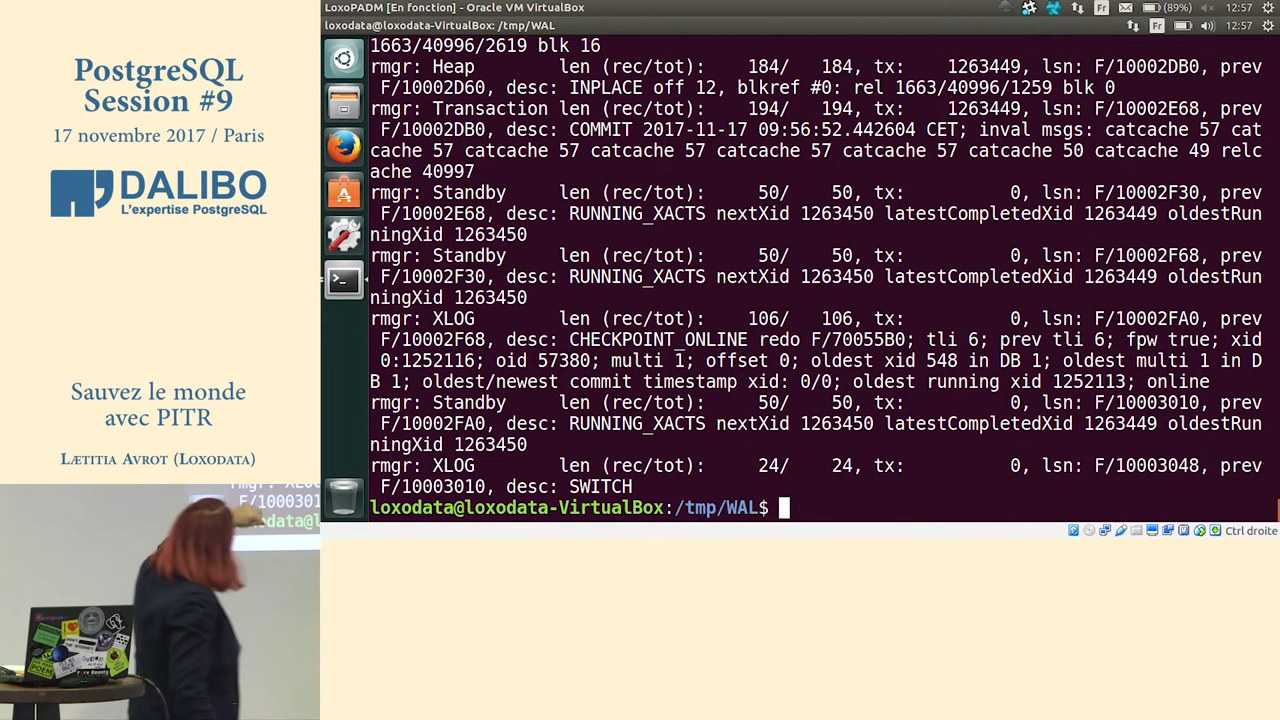 PostgreSQL
Session #9
17 novembre 2017 / Paris
DALIBO
L'expertise PostgreSQL
Sauvez le monde
avec PITR
Lætitia Avrot (Loxodata)
LoxoPADM [En fonction] - Oracle VM VirtualBox
Fr (89%) 12:57
loxodata@loxodata-VirtualBox: /tmp/WAL
Fr 12:57
1663/40996/2619 blk 16
rmgr: Heap        len (rec/tot):    184/   184, tx:    1263449, lsn: F/10002DB0, prev
F/10002D60, desc: INPLACE off 12, blkref #0: rel 1663/40996/1259 blk 0
rmgr: Transaction len (rec/tot):    194/   194, tx:    1263449, lsn: F/10002E68, prev
F/10002DB0, desc: COMMIT 2017-11-17 09:56:52.442604 CET; inval msgs: catcache 57 cat
cache 57 catcache 57 catcache 57 catcache 57 catcache 57 catcache 50 catcache 49 relc
ache 40997
rmgr: Standby     len (rec/tot):     50/    50, tx:          0, lsn: F/10002F30, prev
F/10002E68, desc: RUNNING_XACTS nextXid 1263450 latestCompletedXid 1263449 oldestRun
ningXid 1263450
rmgr: Standby     len (rec/tot):     50/    50, tx:          0, lsn: F/10002F68, prev
F/10002F30, desc: RUNNING_XACTS nextXid 1263450 latestCompletedXid 1263449 oldestRun
ningXid 1263450
rmgr: XLOG        len (rec/tot):    106/   106, tx:          0, lsn: F/10002FA0, prev
F/10002F68, desc: CHECKPOINT_ONLINE redo F/70055B0; tli 6; prev tli 6; fpw true; xid
0:1252116; oid 57380; multi 1; offset 0; oldest xid 548 in DB 1; oldest multi 1 in D
B 1; oldest/newest commit timestamp xid: 0/0; oldest running xid 1252113; online
rmgr: Standby     len (rec/tot):     50/    50, tx:          0, lsn: F/10003010, prev
F/10002FA0, desc: RUNNING_XACTS nextXid 1263450 latestCompletedXid 1263449 oldestRun
ningXid 1263450
rmgr: XLOG        len (rec/tot):     24/    24, tx:          0, lsn: F/10003048, prev
F/10003010, desc: SWITCH
loxodata@loxodata-VirtualBox:/tmp/WAL$
Ctrl droite